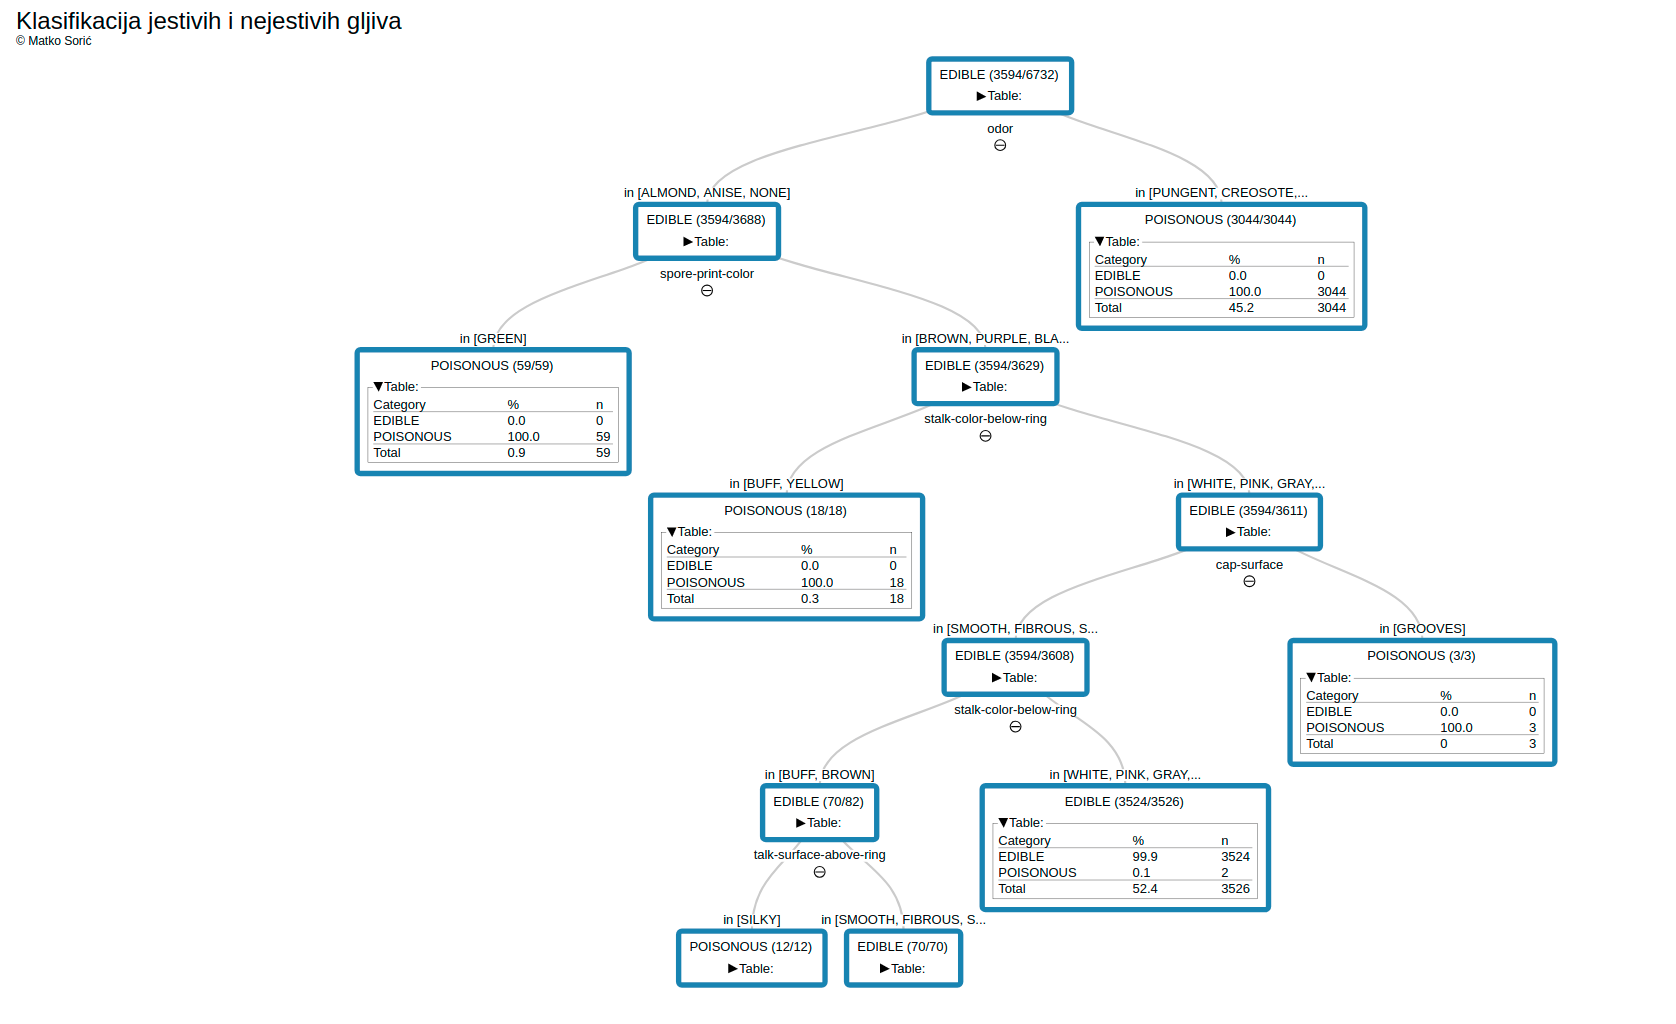 Klasifikacija jestivih i nejestivih gljiva
© Matko Sorić
EDIBLE (3594/6732)
▶Table:
odor
in [ALMOND, ANISE, NONE]
EDIBLE (3594/3688)
▶Table:
spore-print-color
in [PUNGENT, CREOSOTE,...
POISONOUS (3044/3044)
▼Table:
Category % n
EDIBLE 0.0 0
POISONOUS 100.0 3044
Total 45.2 3044
in [GREEN]
POISONOUS (59/59)
▼Table:
Category % n
EDIBLE 0.0 0
POISONOUS 100.0 59
Total 0.9 59
in [BROWN, PURPLE, BLA...
EDIBLE (3594/3629)
▶Table:
stalk-color-below-ring
in [BUFF, YELLOW]
POISONOUS (18/18)
▼Table:
Category % n
EDIBLE 0.0 0
POISONOUS 100.0 18
Total 0.3 18
in [WHITE, PINK, GRAY,...
EDIBLE (3594/3611)
▶Table:
cap-surface
in [SMOOTH, FIBROUS, S...
EDIBLE (3594/3608)
▶Table:
stalk-color-below-ring
in [GROOVES]
POISONOUS (3/3)
▼Table:
Category % n
EDIBLE 0.0 0
POISONOUS 100.0 3
Total 0 3
in [BUFF, BROWN]
EDIBLE (70/82)
▶Table:
talk-surface-above-ring
in [WHITE, PINK, GRAY,...
EDIBLE (3524/3526)
▼Table:
Category % n
EDIBLE 99.9 3524
POISONOUS 0.1 2
Total 52.4 3526
in [SILKY]
POISONOUS (12/12)
▶Table:
in [SMOOTH, FIBROUS, S...
EDIBLE (70/70)
▶Table: